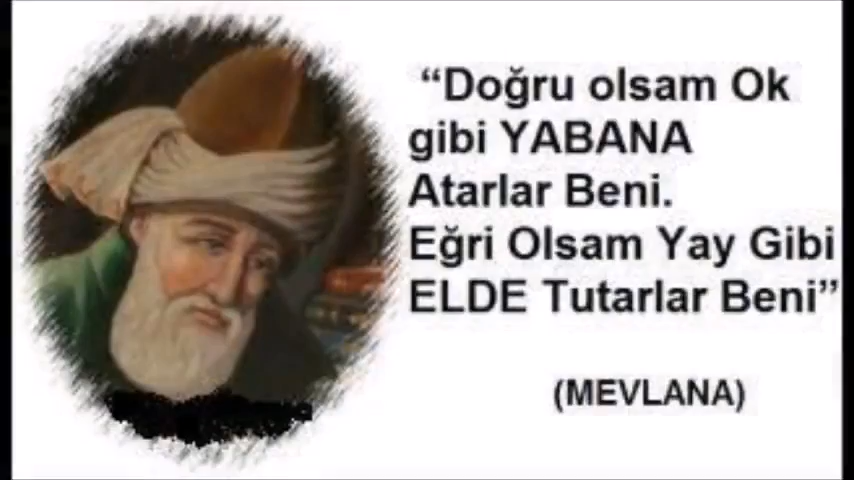 “Doğru olsam Ok
gibi YABANA
Atarlar Beni.
Eğri Olsam Yay Gibi
ELDE Tutarlar Beni”
(MEVLANA)